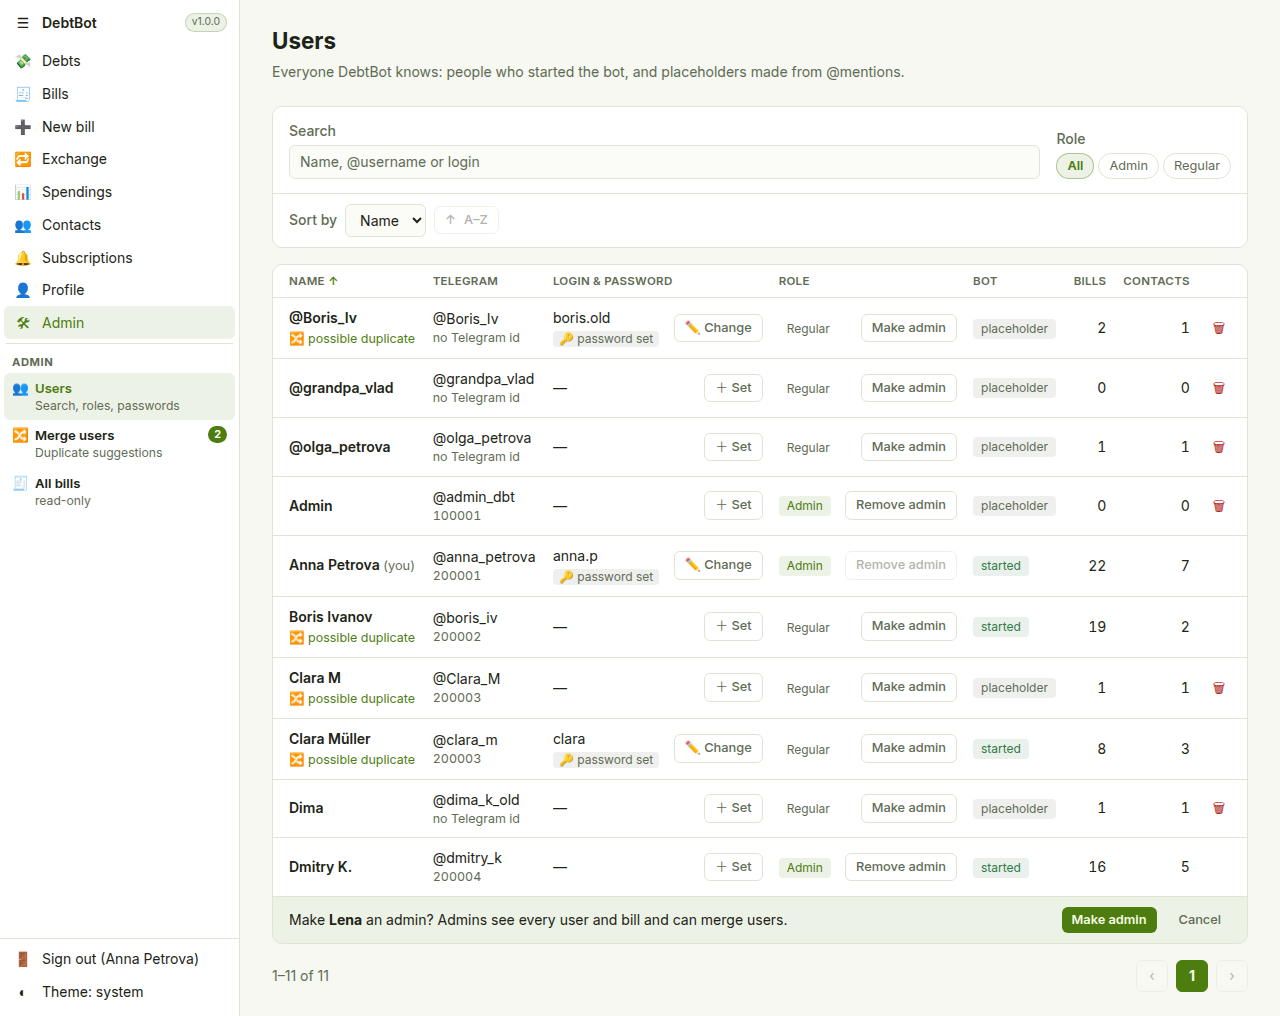 ☰ DebtBot v1.0.0
Debts
Bills
New bill
Exchange
Spendings
Contacts
Subscriptions
Profile
Admin
ADMIN
Users
Search, roles, passwords
Merge users 2
Duplicate suggestions
All bills
read-only
Sign out (Anna Petrova)
Theme: system
Users
Everyone DebtBot knows: people who started the bot, and placeholders made from @mentions.
Search
Name, @username or login
Role
All Admin Regular
Sort by Name ↑ A–Z
NAME ↑ TELEGRAM LOGIN & PASSWORD ROLE BOT BILLS CONTACTS
@Boris_Iv @Boris_Iv boris.old Change Regular Make admin placeholder 2 1
possible duplicate no Telegram id password set
@grandpa_vlad @grandpa_vlad — + Set Regular Make admin placeholder 0 0
no Telegram id
@olga_petrova @olga_petrova — + Set Regular Make admin placeholder 1 1
no Telegram id
Admin @admin_dbt — + Set Admin Remove admin placeholder 0 0
100001
Anna Petrova (you) @anna_petrova anna.p Change Admin Remove admin started 22 7
200001 password set
Boris Ivanov @boris_iv — + Set Regular Make admin started 19 2
possible duplicate 200002
Clara M @Clara_M — + Set Regular Make admin placeholder 1 1
possible duplicate 200003
Clara Müller @clara_m clara Change Regular Make admin started 8 3
possible duplicate 200003 password set
Dima @dima_k_old — + Set Regular Make admin placeholder 1 1
no Telegram id
Dmitry K. @dmitry_k — + Set Admin Remove admin started 16 5
200004
Make Lena an admin? Admins see every user and bill and can merge users. Make admin Cancel
1–11 of 11 ‹ 1 ›